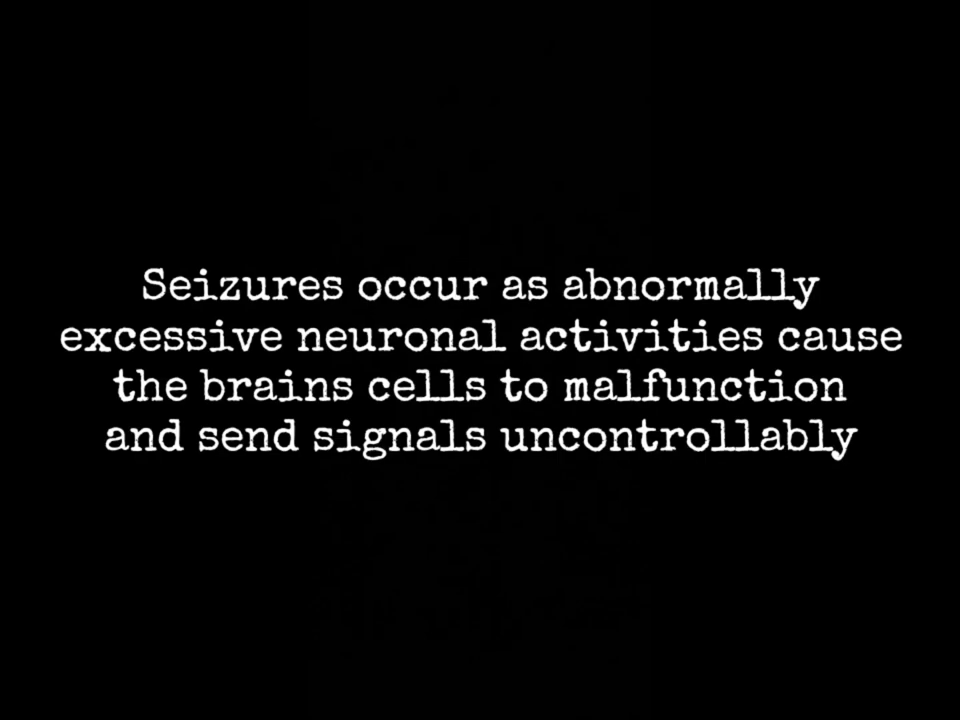 Seizures occur as abnormally
excessive neuronal activities cause
the brains cells to malfunction
and send signals uncontrollably